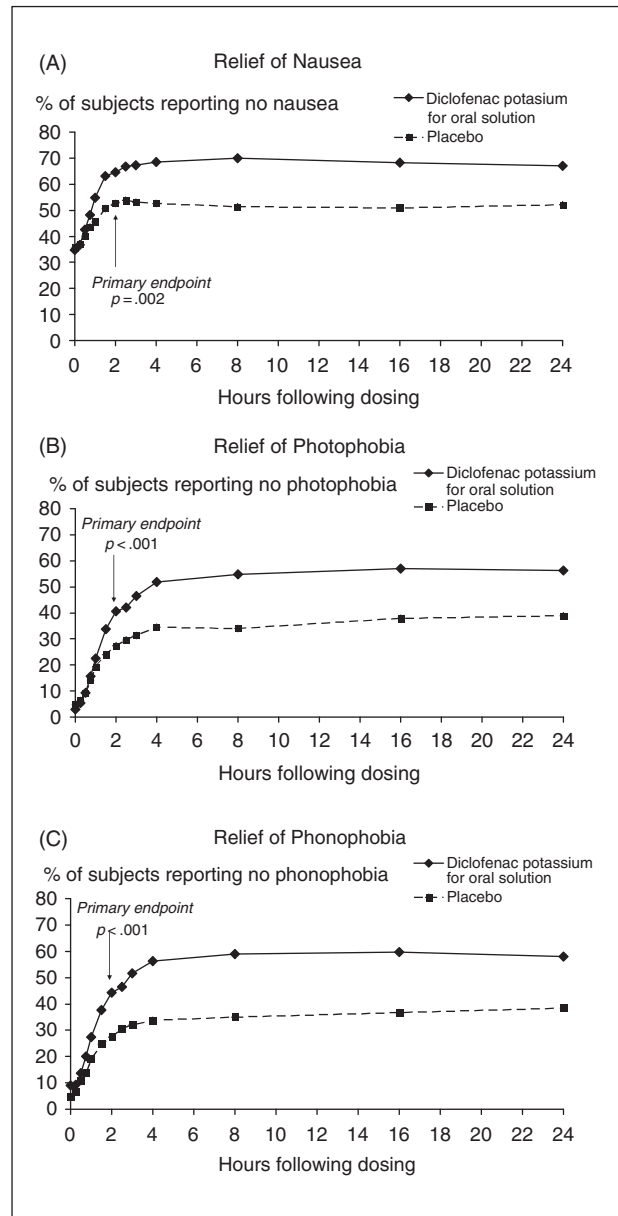 (A) Relief of Nausea
% of subjects reporting no nausea
Diclofenac potasium
for oral solution
Placebo
80
70
60
50
40
30
20
10
0
Primary endpoint
p=.002
0 2 4 6 8 10 12 14 16 18 20 22 24
Hours following dosing
(B) Relief of Photophobia
% of subjects reporting no photophobia
Diclofenac potassium
for oral solution
Placebo
80
70
60
50
40
30
20
10
0
Primary endpoint
p<.001
0 2 4 6 8 10 12 14 16 18 20 22 24
Hours following dosing
(C) Relief of Phonophobia
% of subjects reporting no phonophobia
Diclofenac potassium
for oral solution
Placebo
80
70
60
50
40
30
20
10
0
Primary endpoint
p<.001
0 2 4 6 8 10 12 14 16 18 20 22 24
Hours following dosing